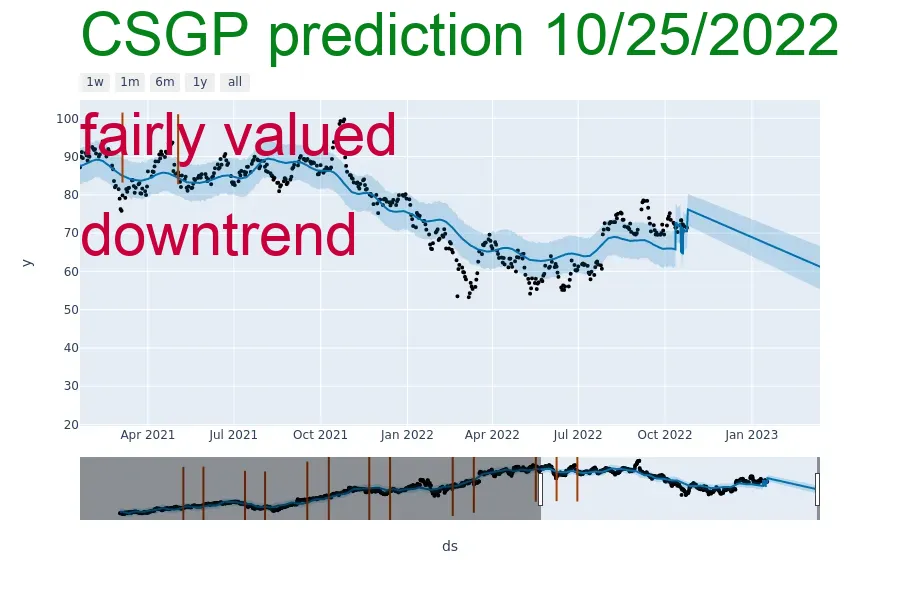 CSGP prediction 10/25/2022
1w 1m 6m 1y all
fairly valued
downtrend
100
90
80
70
60
50
40
30
20
y
Apr 2021 Jul 2021 Oct 2021 Jan 2022 Apr 2022 Jul 2022 Oct 2022 Jan 2023
ds